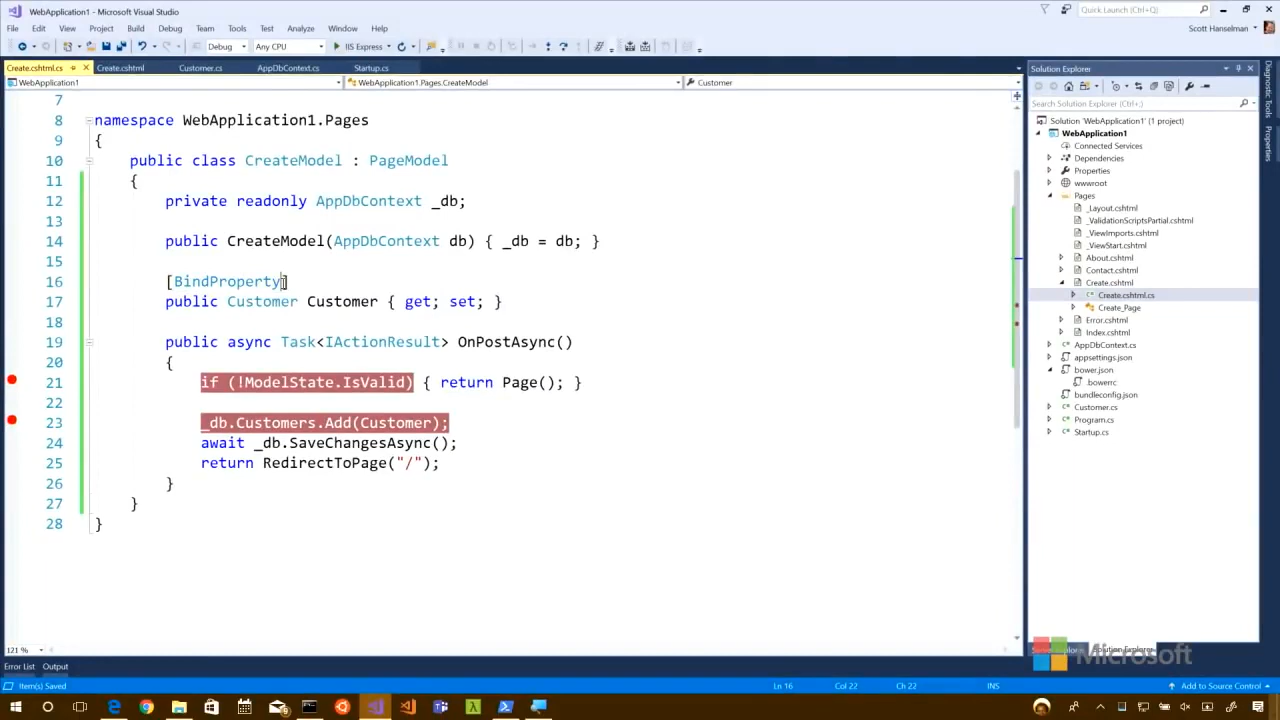 WebApplication1 - Microsoft Visual Studio
Quick Launch (Ctrl+Q)
File Edit View Project Build Debug Team Tools Test Analyze Window Help
Scott Hanselman
Debug Any CPU IIS Express
Create.cshtml.cs Create.cshtml Customer.cs AppDbContext.cs Startup.cs
WebApplication1 WebApplication1.Pages.CreateModel Customer
7
8 namespace WebApplication1.Pages
9 {
10 public class CreateModel : PageModel
11 {
12 private readonly AppDbContext _db;
13
14 public CreateModel(AppDbContext db) { _db = db; }
15
16 [BindProperty]
17 public Customer Customer { get; set; }
18
19 public async Task<IActionResult> OnPostAsync()
20 {
21 if (!ModelState.IsValid) { return Page(); }
22
23 _db.Customers.Add(Customer);
24 await _db.SaveChangesAsync();
25 return RedirectToPage("/");
26 }
27 }
28 }
121 %
Solution Explorer
Search Solution Explorer (Ctrl+;)
Solution 'WebApplication1' (1 project)
WebApplication1
Connected Services
Dependencies
Properties
wwwroot
Pages
_Layout.cshtml
_ValidationScriptsPartial.cshtml
_ViewImports.cshtml
_ViewStart.cshtml
About.cshtml
Contact.cshtml
Create.cshtml
Create.cshtml.cs
Create_Page
Error.cshtml
Index.cshtml
AppDbContext.cs
appsettings.json
bower.json
.bowerrc
bundleconfig.json
Customer.cs
Program.cs
Startup.cs
Server Explorer Solution Explorer
Microsoft
Diagnostic Tools
Properties
Error List Output
Item(s) Saved Ln 16 Col 22 Ch 22 INS Add to Source Control